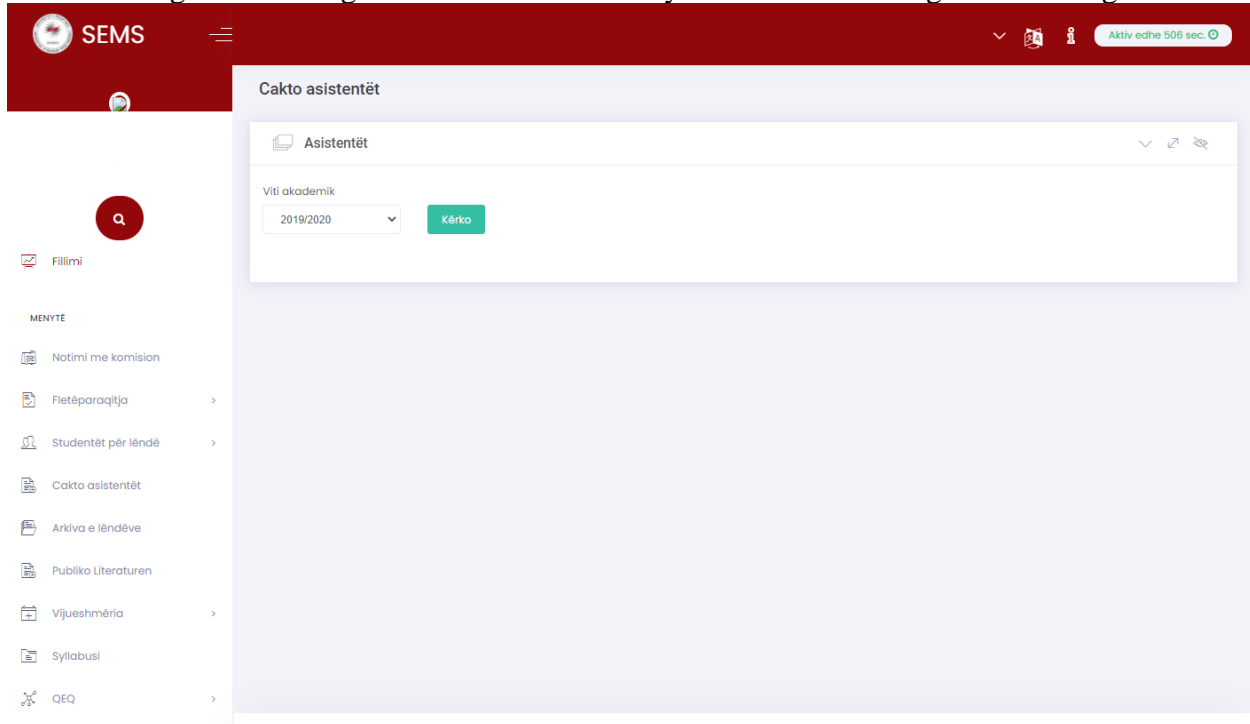 SEMS
Aktiv edhe 506 sec.
Cakto asistentët
Asistentët
Viti akademik
2019/2020
Kërko
Fillimi
MENYTË
Notimi me komision
Fletëparaqitja
Studentët për lëndë
Cakto asistentët
Arkiva e lëndëve
Publiko Literaturen
Vijueshmëria
Syllabusi
QEQ